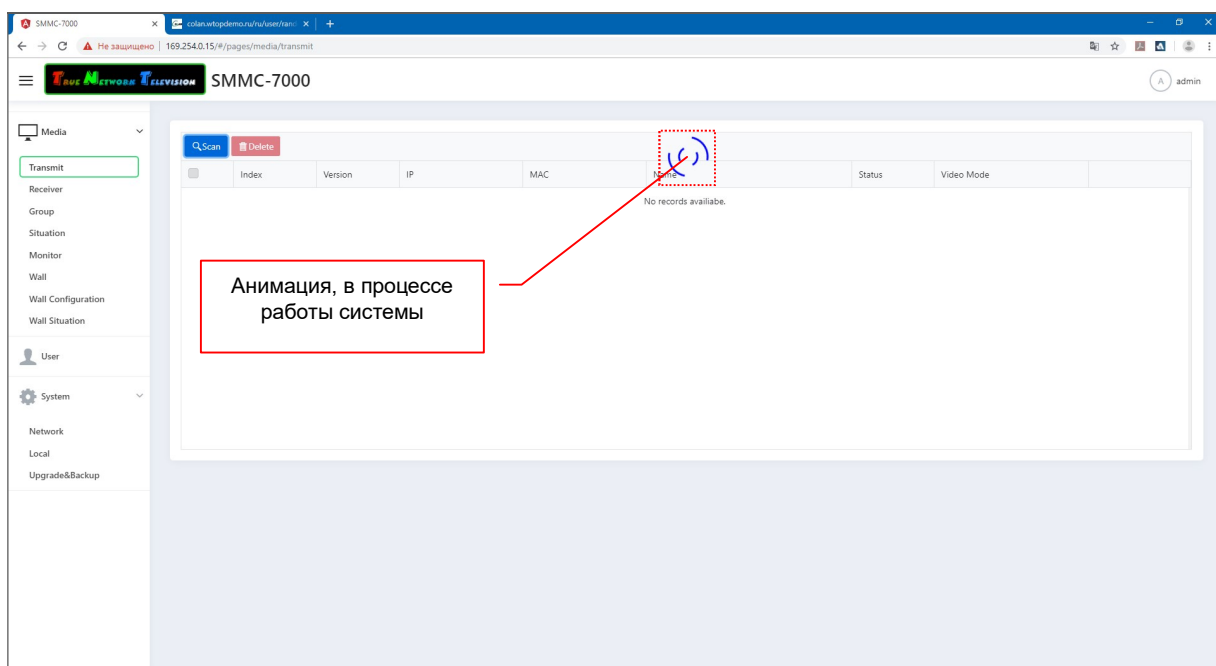 SMMC-7000
colan.wtopdemo.ru/ru/user/rand
Не защищено | 169.254.0.15/#/pages/media/transmit
TRUE NETWORK TELEVISION SMMC-7000
A admin
Media
Transmit
Receiver
Group
Situation
Monitor
Wall
Wall Configuration
Wall Situation
User
System
Network
Local
Upgrade&Backup
Scan Delete
Index Version IP MAC Name Status Video Mode
No records availiabe.
Анимация, в процессе
работы системы